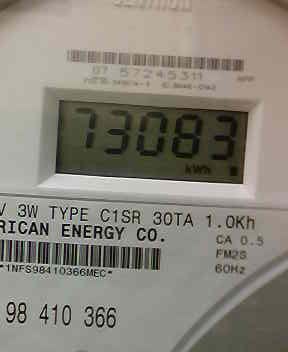 07 57245311 APP
73083
kWh
V 3W TYPE C1SR 30TA 1.0Kh
RICAN ENERGY CO.
CA 0.5
FM2S
60Hz
*1NFS98410366MEC*
98 410 366